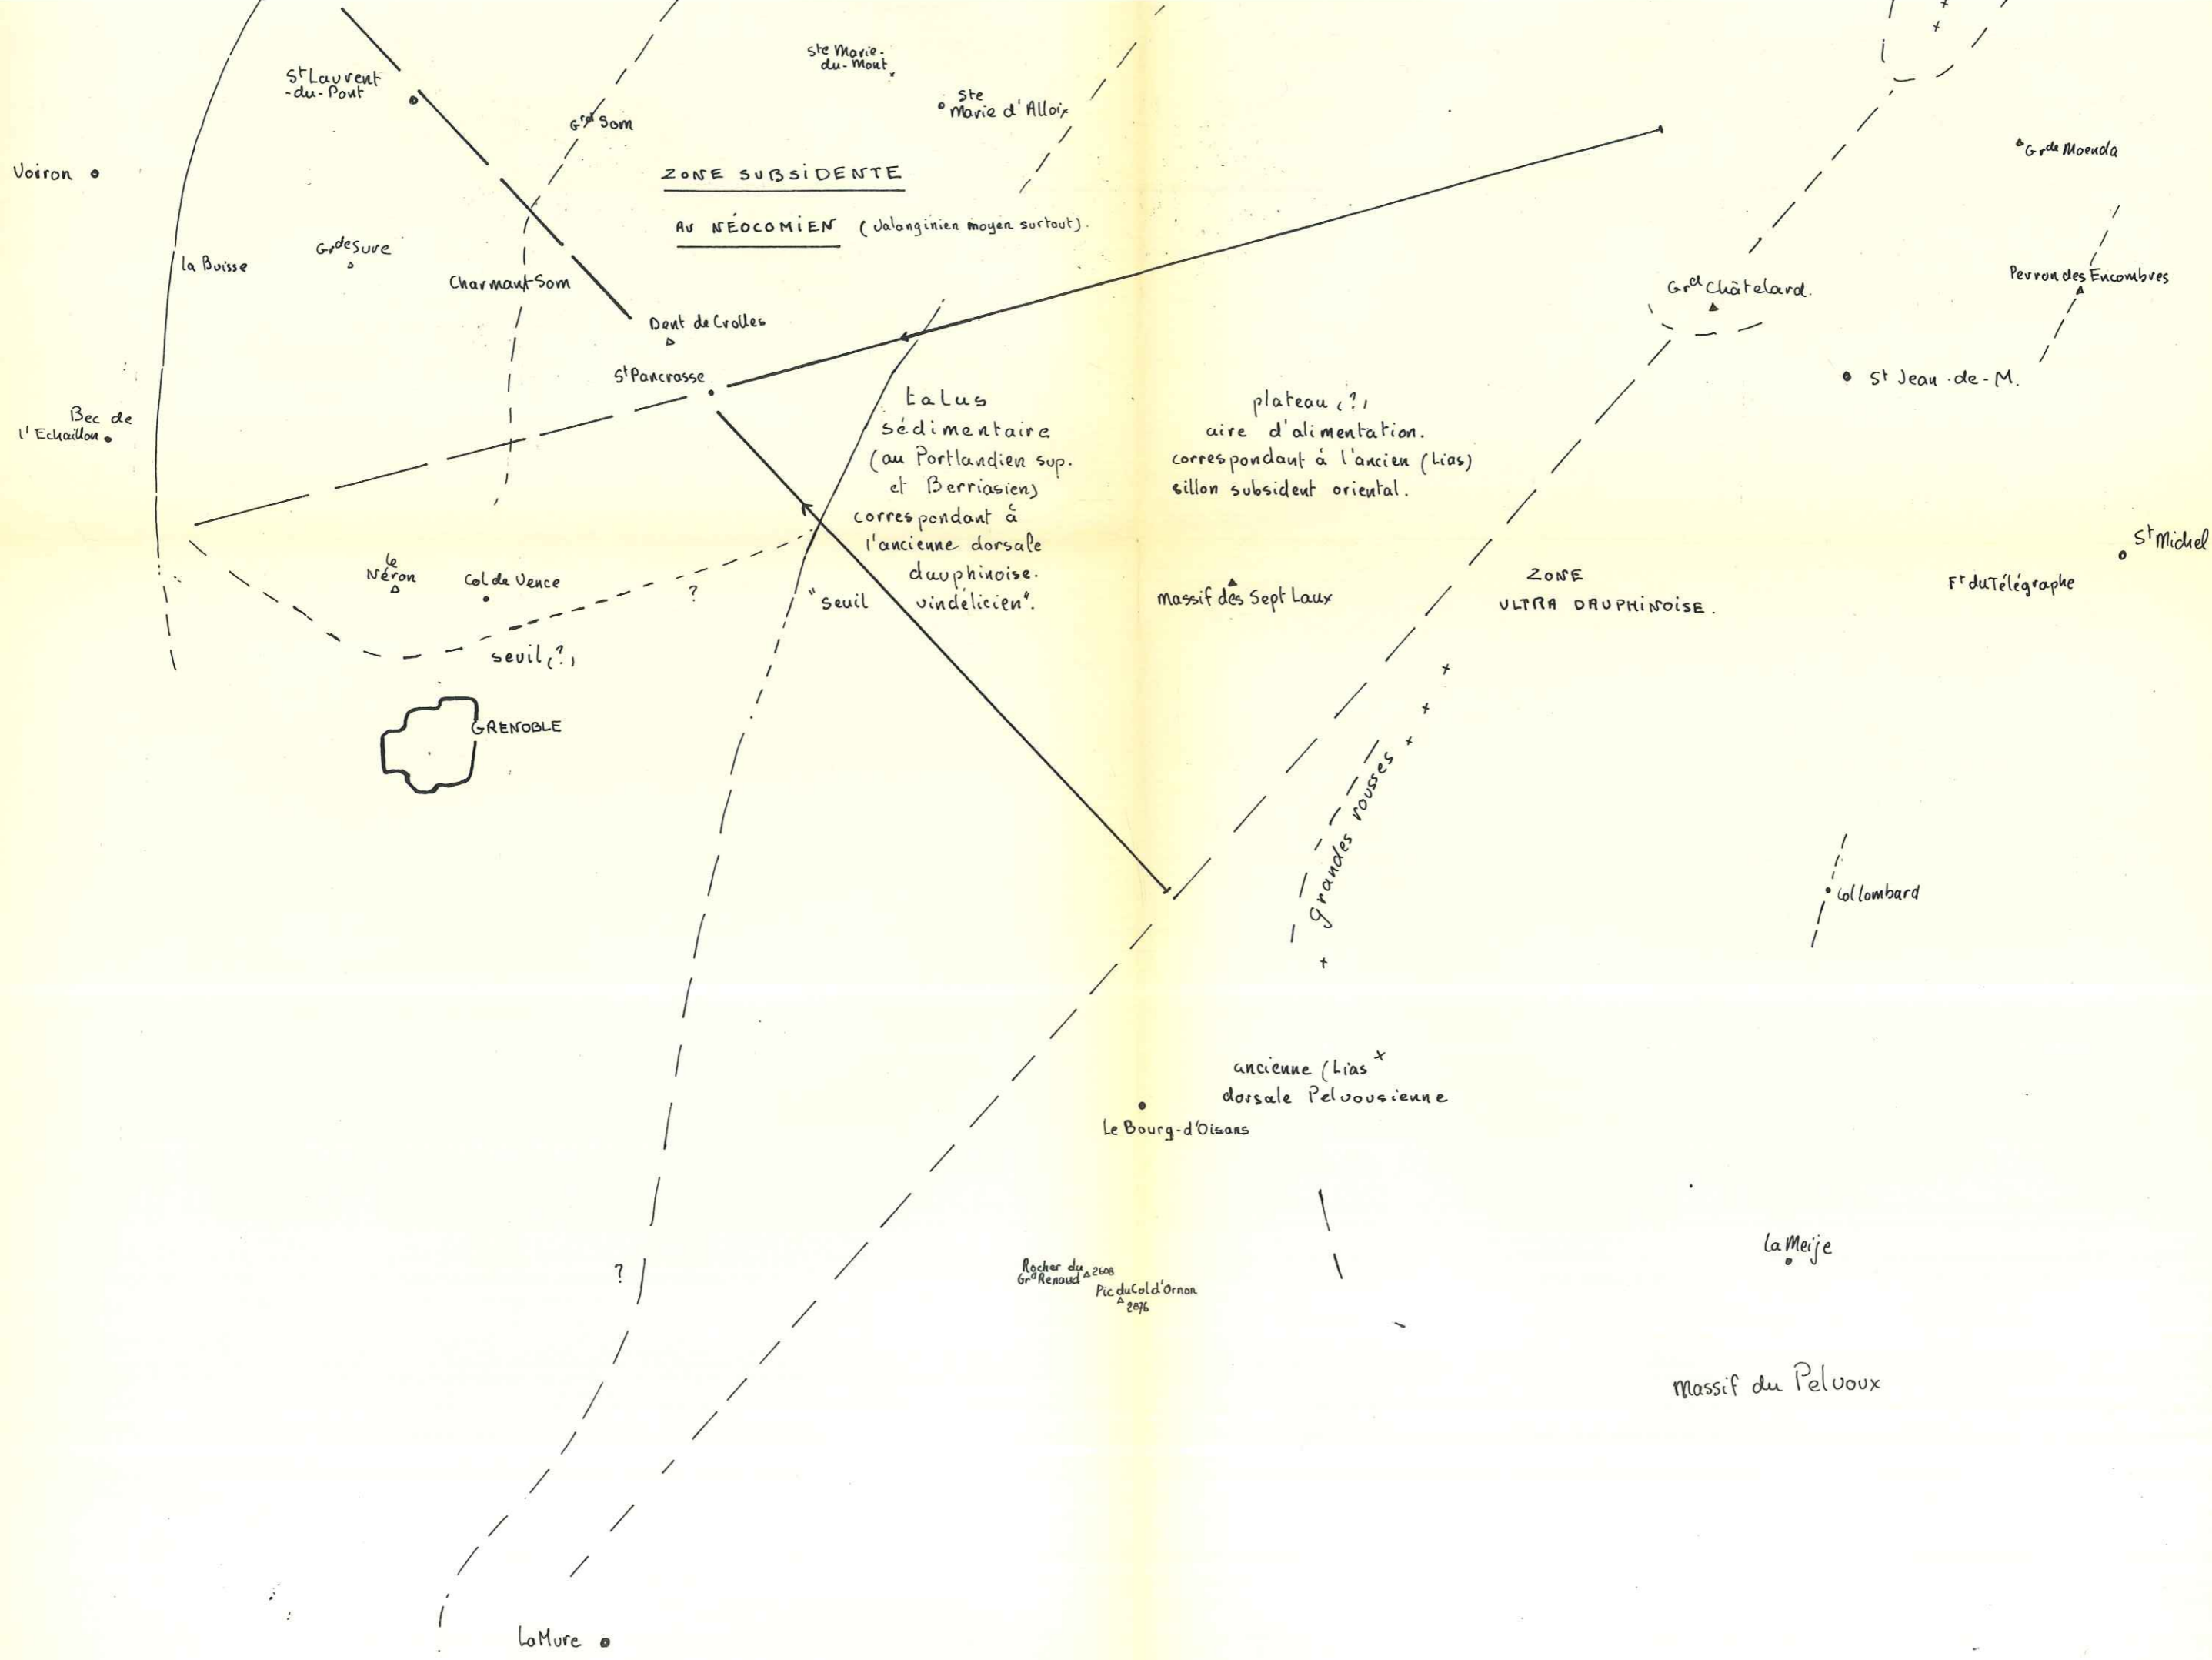 Ste Marie-
du-Mont
St Laurent
-du-Pont
Ste
Marie d'Alloix
Grd Som
Voiron
Grde Moenda
ZONE SUBSIDENTE
AU NÉOCOMIEN (Valanginien moyen surtout).
la Buisse
Grde Sure
Charmant Som
Perron des Encombres
Grd Châtelard.
Dent de Crolles
St Pancrasse
St Jean-de-M.
Bec de
l'Echaillon
talus
sédimentaire
(au Portlandien sup.
et Berriasien)
correspondant à
l'ancienne dorsale
dauphinoise.
"seuil vindélicien".
plateau (?)
aire d'alimentation.
correspondant à l'ancien (Lias)
sillon subsident oriental.
St Michel
Ft du Télégraphe
le
Néron
Col de Vence
?
massif des Sept Laux
ZONE
ULTRA DAUPHINOISE.
seuil (?)
GRENOBLE
Grandes rousses
Collombard
ancienne (Lias
dorsale Pelvousienne
Le Bourg-d'Oisans
La Meije
?
Rocher du
Grd Renaud 2608
Pic du Col d'Ornon
2876
Massif du Pelvoux
La Mure